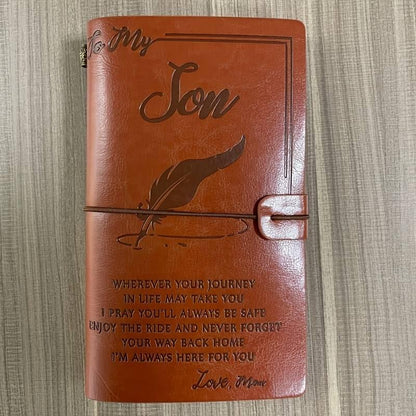 To My
Son
WHEREVER YOUR JOURNEY
IN LIFE MAY TAKE YOU
I PRAY YOU'LL ALWAYS BE SAFE
ENJOY THE RIDE AND NEVER FORGET
YOUR WAY BACK HOME
I'M ALWAYS HERE FOR YOU
Love, Mom